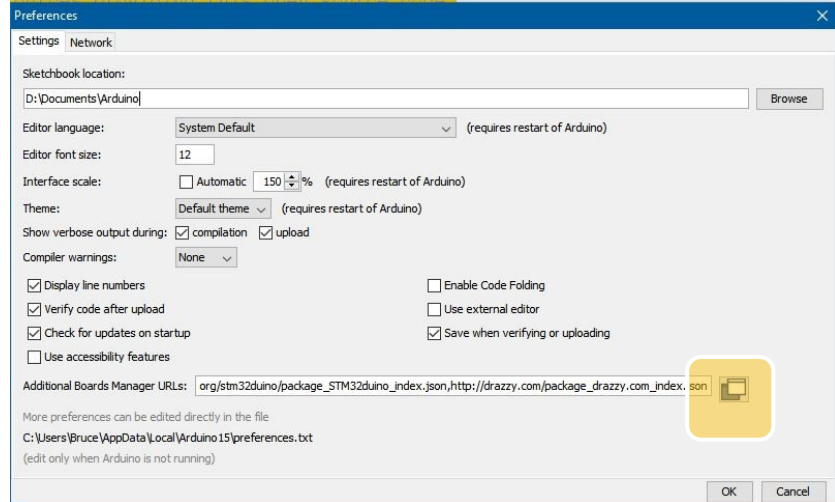 Preferences
Settings Network
Sketchbook location:
D:\Documents\Arduino
Browse
Editor language: System Default (requires restart of Arduino)
Editor font size: 12
Interface scale: Automatic 150 % (requires restart of Arduino)
Theme: Default theme (requires restart of Arduino)
Show verbose output during: compilation upload
Compiler warnings: None
Display line numbers Enable Code Folding
Verify code after upload Use external editor
Check for updates on startup Save when verifying or uploading
Use accessibility features
Additional Boards Manager URLs: org/stm32duino/package_STM32duino_index.json,http://drazzy.com/package_drazzy.com_index.json
More preferences can be edited directly in the file
C:\Users\Bruce\AppData\Local\Arduino15\preferences.txt
(edit only when Arduino is not running)
OK Cancel